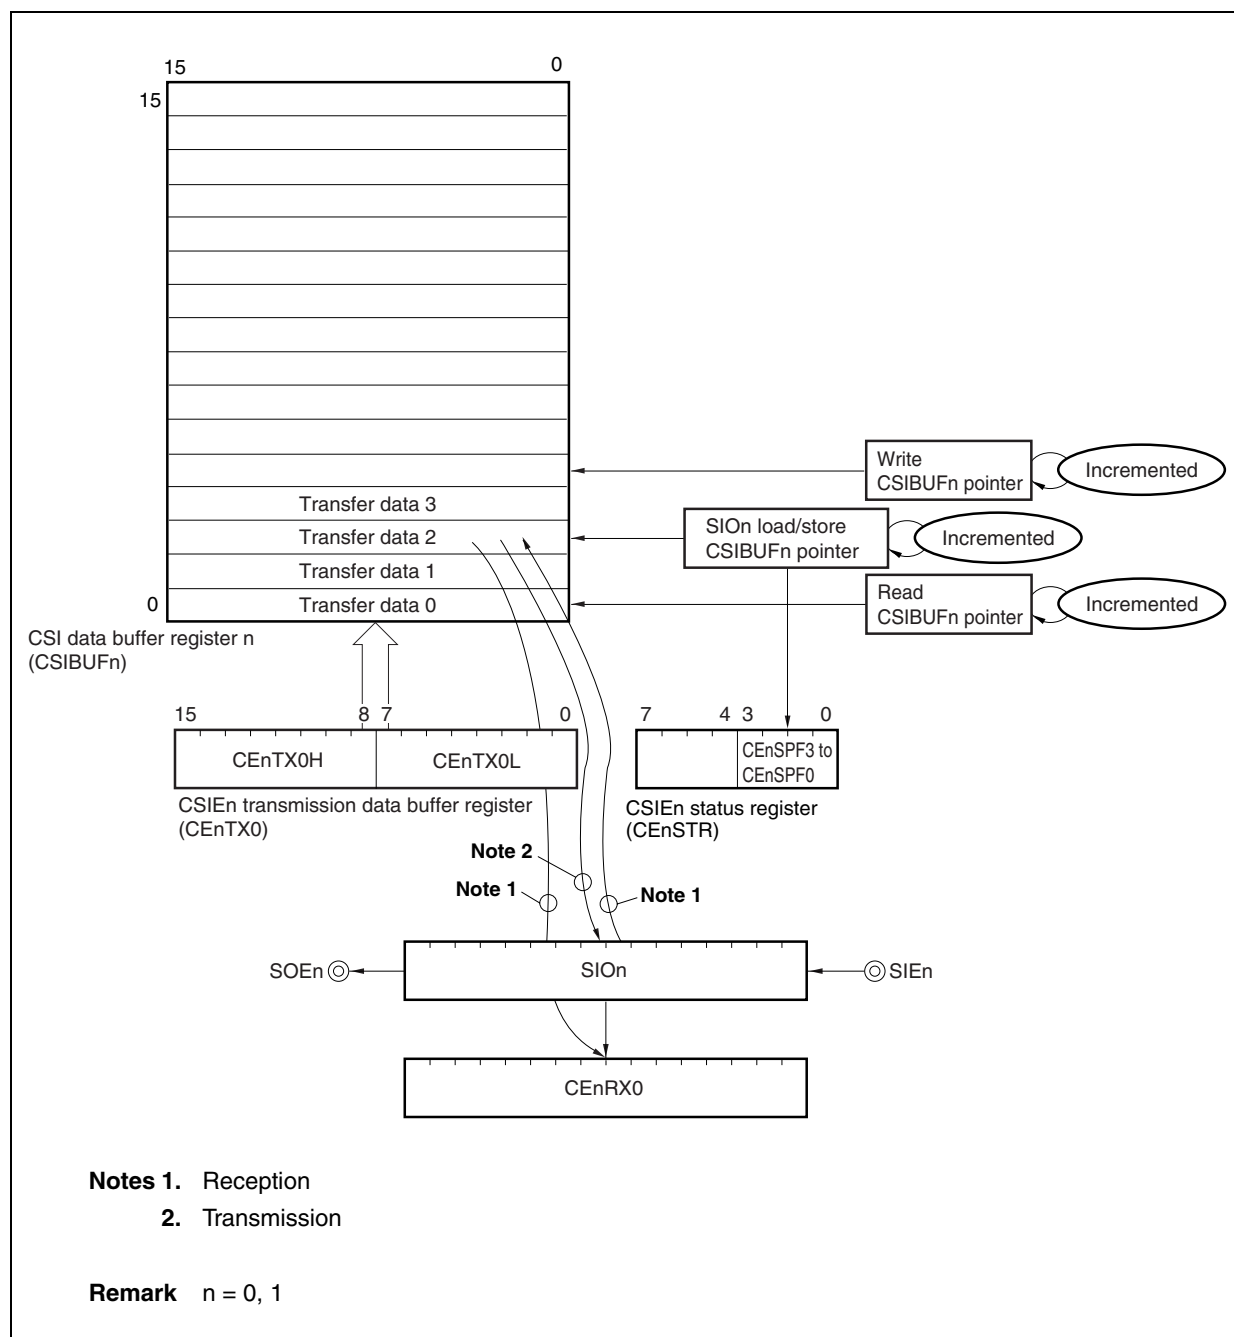 15 0
15
Transfer data 3
Transfer data 2
Transfer data 1
Transfer data 0
0
CSI data buffer register n
(CSIBUFn)
Write
CSIBUFn pointer
Incremented
SIOn load/store
CSIBUFn pointer
Incremented
Read
CSIBUFn pointer
Incremented
15 8 7 0
CEnTX0H CEnTX0L
CSIEn transmission data buffer register
(CEnTX0)
7 4 3 0
CEnSPF3 to
CEnSPF0
CSIEn status register
(CEnSTR)
Note 2
Note 1
Note 1
SOEn
SIOn
SIEn
CEnRX0
Notes 1. Reception
2. Transmission
Remark n = 0, 1